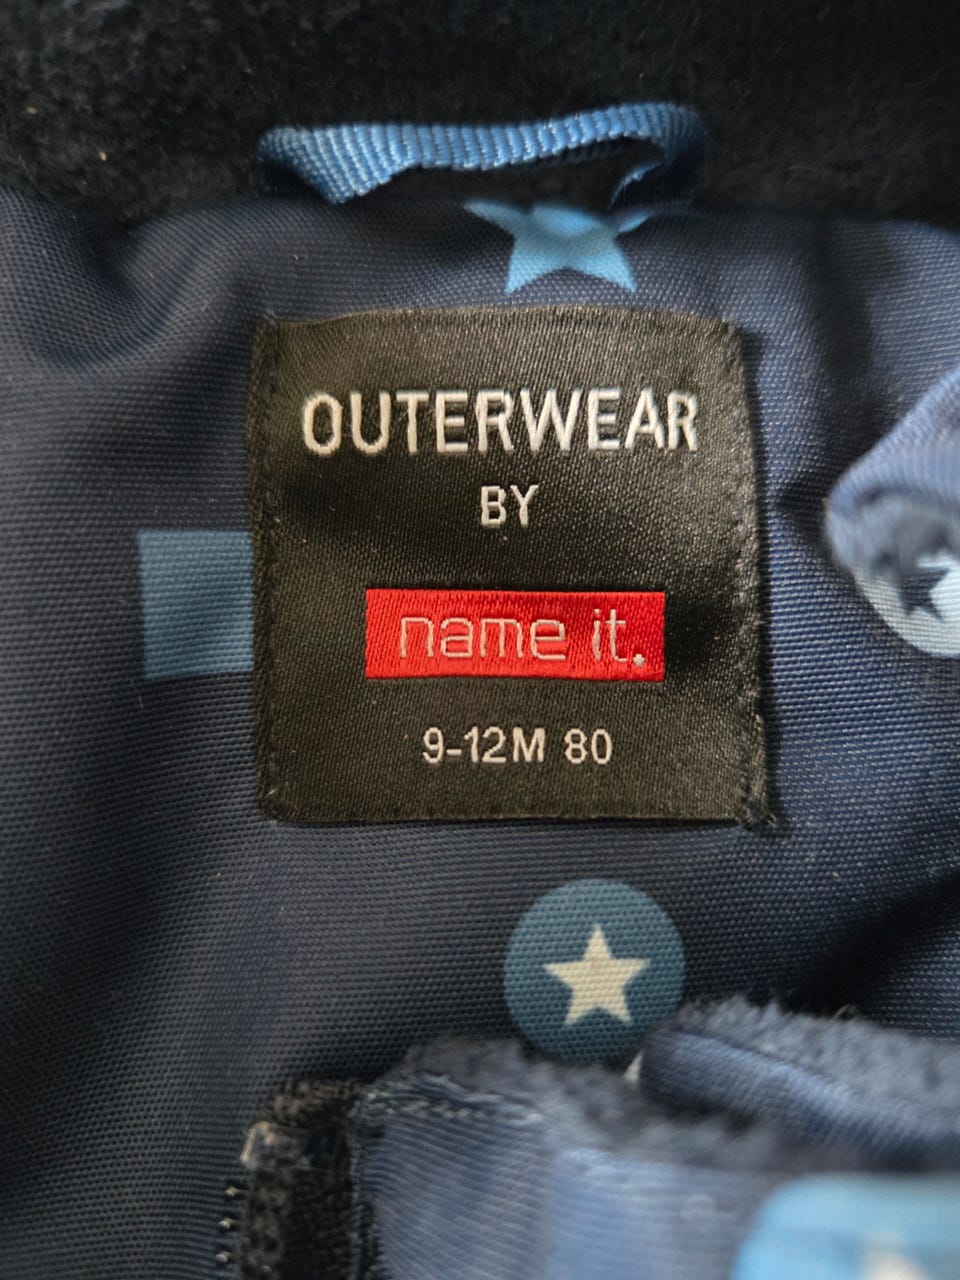 OUTERWEAR
BY
name it.
9-12M 80